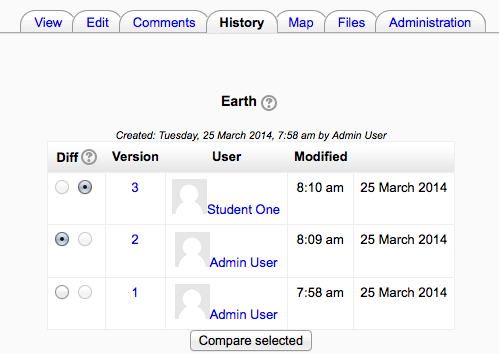 View Edit Comments History Map Files Administration
Earth ?
Created: Tuesday, 25 March 2014, 7:58 am by Admin User
Diff ? Version User Modified
3 Student One 8:10 am 25 March 2014
2 Admin User 8:09 am 25 March 2014
1 Admin User 7:58 am 25 March 2014
Compare selected